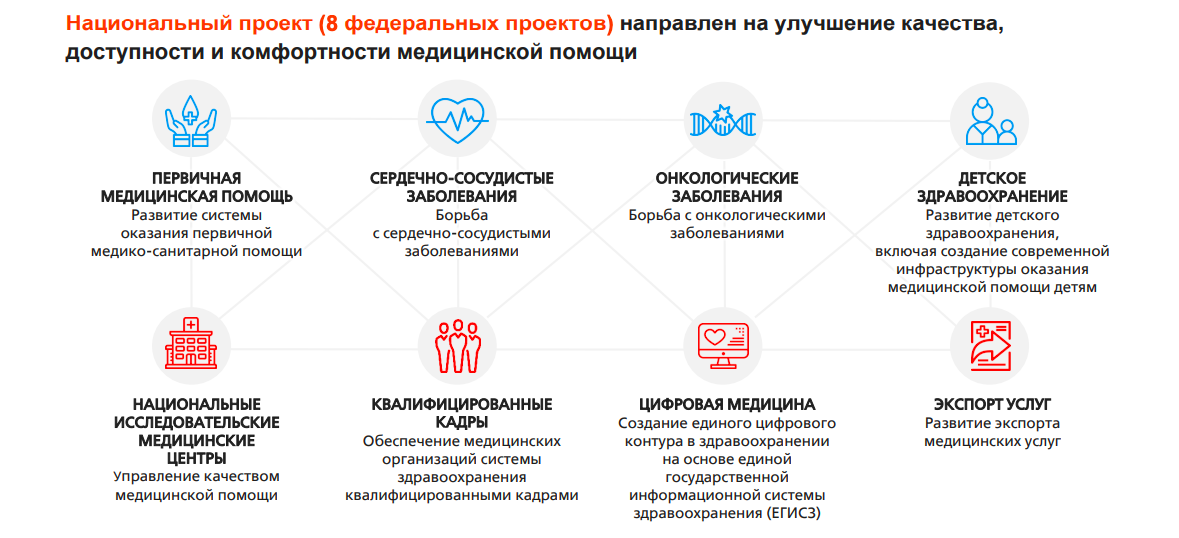 Национальный проект (8 федеральных проектов) направлен на улучшение качества,
доступности и комфортности медицинской помощи
ПЕРВИЧНАЯ
МЕДИЦИНСКАЯ ПОМОЩЬ
Развитие системы
оказания первичной
медико-санитарной помощи
СЕРДЕЧНО-СОСУДИСТЫЕ
ЗАБОЛЕВАНИЯ
Борьба
с сердечно-сосудистыми
заболеваниями
ОНКОЛОГИЧЕСКИЕ
ЗАБОЛЕВАНИЯ
Борьба с онкологическими
заболеваниями
ДЕТСКОЕ
ЗДРАВООХРАНЕНИЕ
Развитие детского
здравоохранения,
включая создание современной
инфраструктуры оказания
медицинской помощи детям
НАЦИОНАЛЬНЫЕ
ИССЛЕДОВАТЕЛЬСКИЕ
МЕДИЦИНСКИЕ
ЦЕНТРЫ
Управление качеством
медицинской помощи
КВАЛИФИЦИРОВАННЫЕ
КАДРЫ
Обеспечение медицинских
организаций системы
здравоохранения
квалифицированными кадрами
ЦИФРОВАЯ МЕДИЦИНА
Создание единого цифрового
контура в здравоохранении
на основе единой
государственной
информационной системы
здравоохранения (ЕГИСЗ)
ЭКСПОРТ УСЛУГ
Развитие экспорта
медицинских услуг